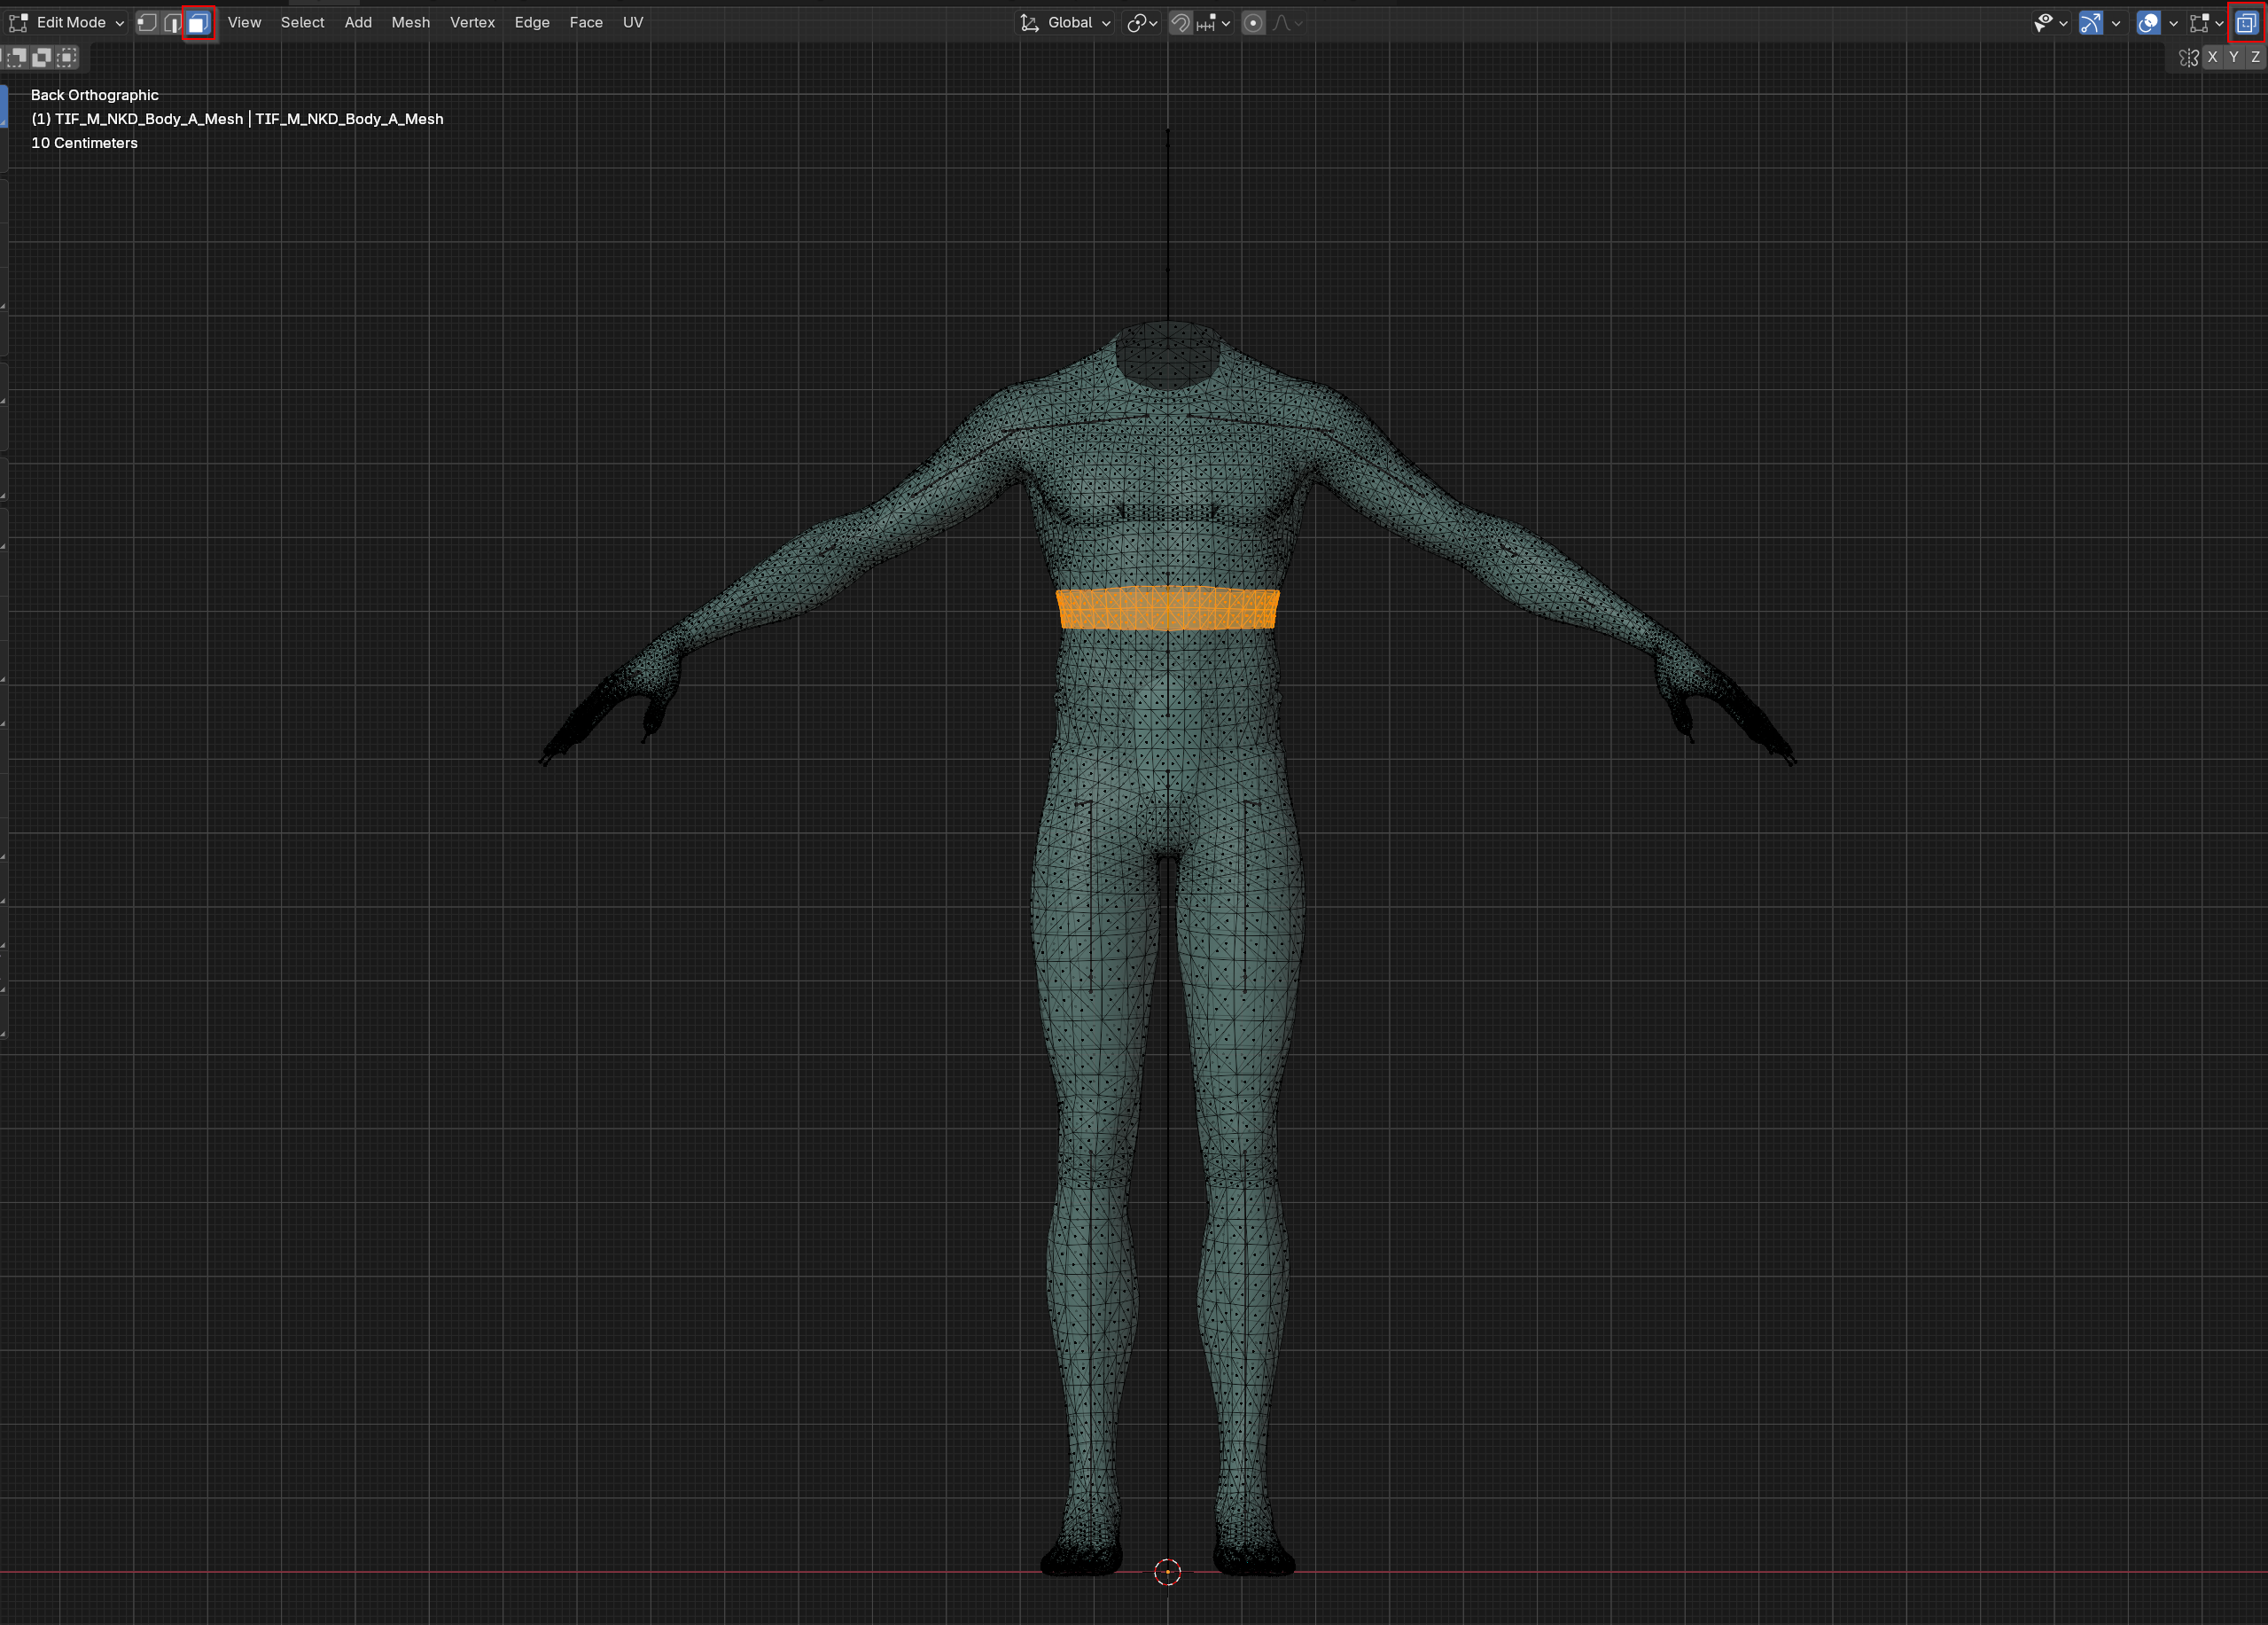 Edit Mode View Select Add Mesh Vertex Edge Face UV Global
X Y Z
Back Orthographic
(1) TIF_M_NKD_Body_A_Mesh | TIF_M_NKD_Body_A_Mesh
10 Centimeters